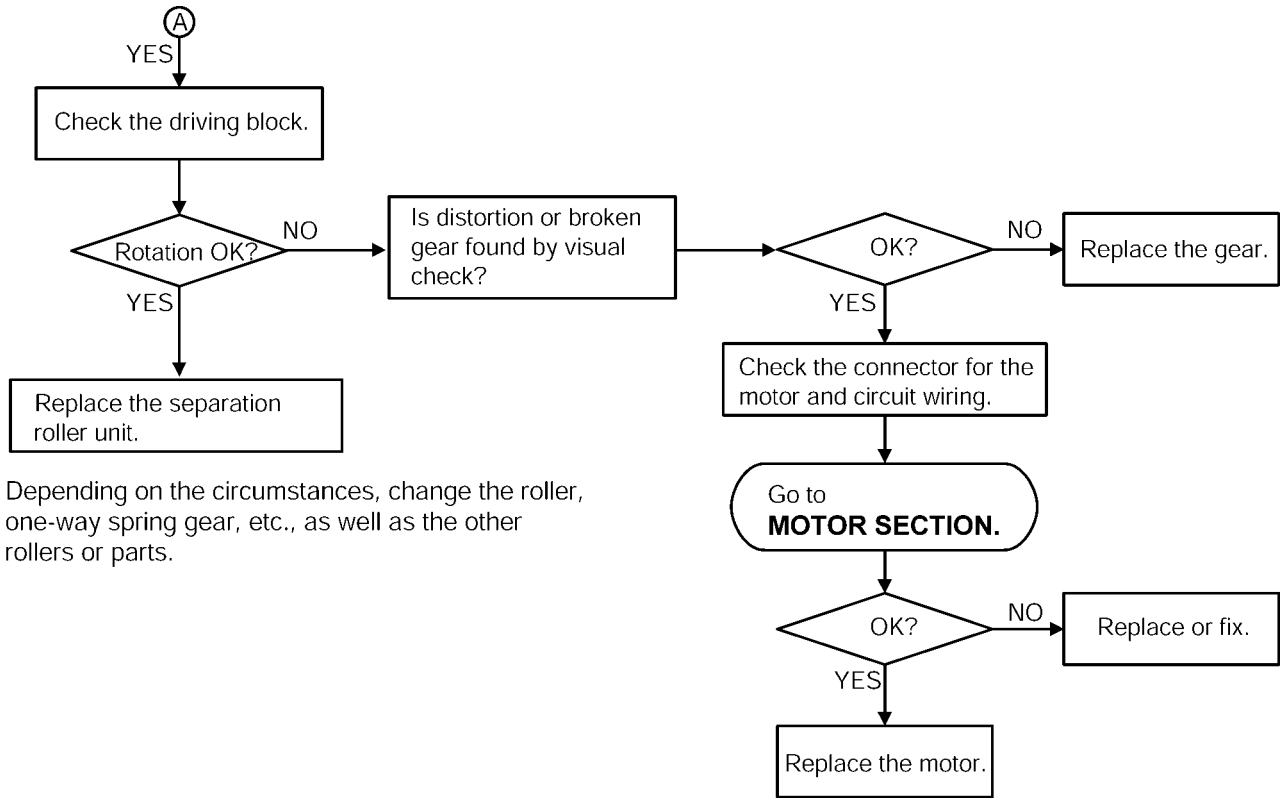 A
YES
Check the driving block.
Rotation OK?
NO
YES
Replace the separation
roller unit.
Depending on the circumstances, change the roller,
one-way spring gear, etc., as well as the other
rollers or parts.
Is distortion or broken
gear found by visual
check?
OK?
NO
Replace the gear.
YES
Check the connector for the
motor and circuit wiring.
Go to
MOTOR SECTION.
OK?
NO
Replace or fix.
YES
Replace the motor.